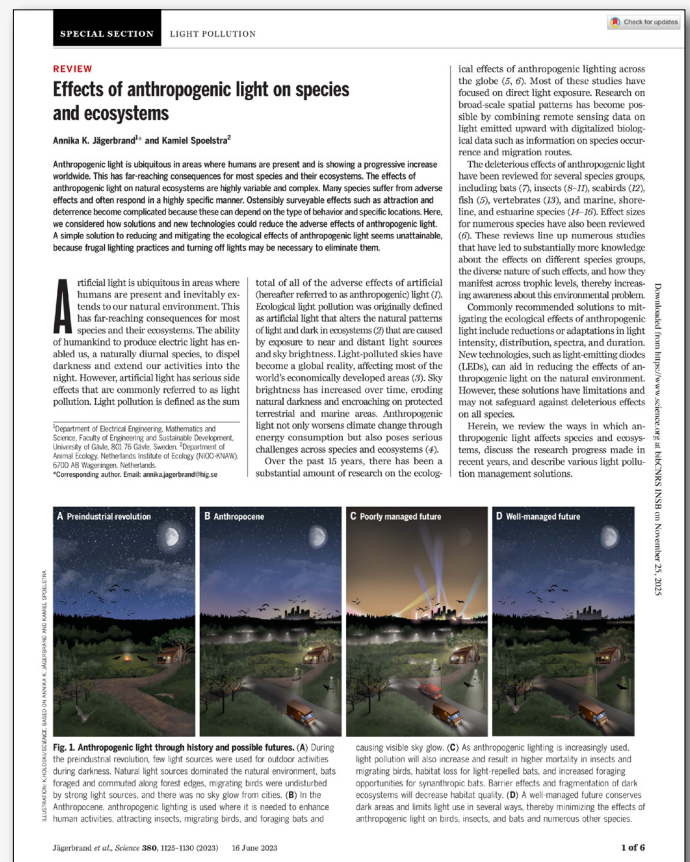 SPECIAL SECTION LIGHT POLLUTION
Check for updates
REVIEW
Effects of anthropogenic light on species
and ecosystems
Annika K. Jägerbrand1* and Kamiel Spoelstra2
Anthropogenic light is ubiquitous in areas where humans are present and is showing a progressive increase
worldwide. This has far-reaching consequences for most species and their ecosystems. The effects of
anthropogenic light on natural ecosystems are highly variable and complex. Many species suffer from adverse
effects and often respond in a highly specific manner. Ostensibly surveyable effects such as attraction and
deterrence become complicated because these can depend on the type of behavior and specific locations. Here,
we considered how solutions and new technologies could reduce the adverse effects of anthropogenic light.
A simple solution to reducing and mitigating the ecological effects of anthropogenic light seems unattainable,
because frugal lighting practices and turning off lights may be necessary to eliminate them.
Artificial light is ubiquitous in areas where
humans are present and inevitably ex-
tends to our natural environment. This
has far-reaching consequences for most
species and their ecosystems. The ability
of humankind to produce electric light has en-
abled us, a naturally diurnal species, to dispel
darkness and extend our activities into the
night. However, artificial light has serious side
effects that are commonly referred to as light
pollution. Light pollution is defined as the sum
1Department of Electrical Engineering, Mathematics and
Science, Faculty of Engineering and Sustainable Development,
University of Gävle, 801 76 Gävle, Sweden. 2Department of
Animal Ecology, Netherlands Institute of Ecology (NIOO-KNAW),
6700 AB Wageningen, Netherlands.
*Corresponding author. Email: annika.jagerbrand@hig.se
total of all of the adverse effects of artificial
(hereafter referred to as anthropogenic) light (1).
Ecological light pollution was originally defined
as artificial light that alters the natural patterns
of light and dark in ecosystems (2) that are caused
by exposure to near and distant light sources
and sky brightness. Light-polluted skies have
become a global reality, affecting most of the
world's economically developed areas (3). Sky
brightness has increased over time, eroding
natural darkness and encroaching on protected
terrestrial and marine areas. Anthropogenic
light not only worsens climate change through
energy consumption but also poses serious
challenges across species and ecosystems (4).
Over the past 15 years, there has been a
substantial amount of research on the ecolog-
ical effects of anthropogenic lighting across
the globe (5, 6). Most of these studies have
focused on direct light exposure. Research on
broad-scale spatial patterns has become pos-
sible by combining remote sensing data on
light emitted upward with digitalized biolog-
ical data such as information on species occur-
rence and migration routes.
The deleterious effects of anthropogenic light
have been reviewed for several species groups,
including bats (7), insects (8–11), seabirds (12),
fish (5), vertebrates (13), and marine, shore-
line, and estuarine species (14–16). Effect sizes
for numerous species have also been reviewed
(6). These reviews line up numerous studies
that have led to substantially more knowledge
about the effects on different species groups,
the diverse nature of such effects, and how they
manifest across trophic levels, thereby increas-
ing awareness about this environmental problem.
Commonly recommended solutions to mit-
igating the ecological effects of anthropogenic
light include reductions or adaptations in light
intensity, distribution, spectra, and duration.
New technologies, such as light-emitting diodes
(LEDs), can aid in reducing the effects of an-
thropogenic light on the natural environment.
However, these solutions have limitations and
may not safeguard against deleterious effects
on all species.
Herein, we review the ways in which an-
thropogenic light affects species and ecosys-
tems, discuss the research progress made in
recent years, and describe various light pollu-
tion management solutions.
Downloaded from https://www.science.org at bibCNRS INSB on November 25, 2025
A Preindustrial revolution
B Anthropocene
C Poorly managed future
D Well-managed future
ILLUSTRATION: K.HOLOSKI/SCIENCE BASED ON ANNIKA K. JÄGERBRAND AND KAMIEL SPOELSTRA
Fig. 1. Anthropogenic light through history and possible futures. (A) During
the preindustrial revolution, few light sources were used for outdoor activities
during darkness. Natural light sources dominated the natural environment, bats
foraged and commuted along forest edges, migrating birds were undisturbed
by strong light sources, and there was no sky glow from cities. (B) In the
Anthropocene, anthropogenic lighting is used where it is needed to enhance
human activities, attracting insects, migrating birds, and foraging bats and
causing visible sky glow. (C) As anthropogenic lighting is increasingly used,
light pollution will also increase and result in higher mortality in insects and
migrating birds, habitat loss for light-repelled bats, and increased foraging
opportunities for synanthropic bats. Barrier effects and fragmentation of dark
ecosystems will decrease habitat quality. (D) A well-managed future conserves
dark areas and limits light use in several ways, thereby minimizing the effects of
anthropogenic light on birds, insects, and bats and numerous other species.
Jägerbrand et al., Science 380, 1125–1130 (2023) 16 June 2023
1 of 6